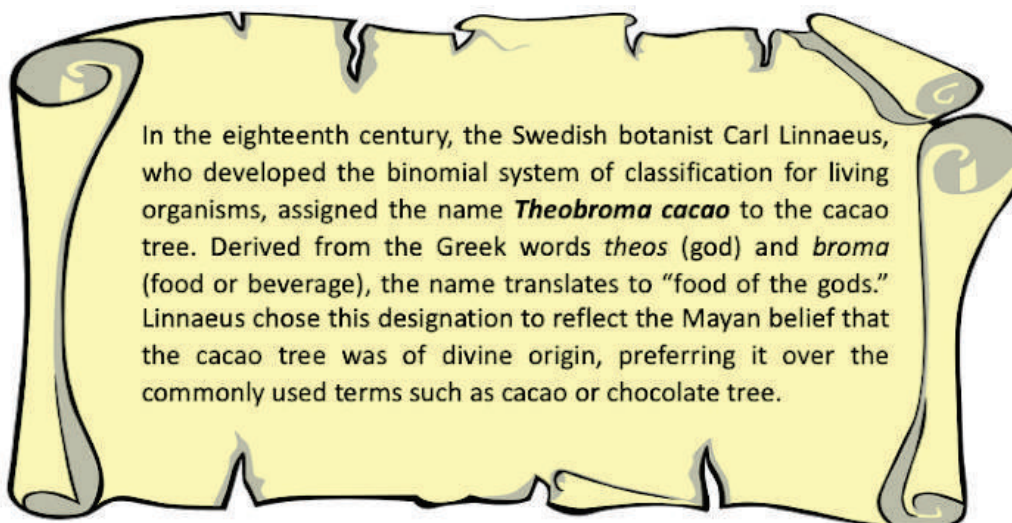 In the eighteenth century, the Swedish botanist Carl Linnaeus,
who developed the binomial system of classification for living
organisms, assigned the name Theobroma cacao to the cacao
tree. Derived from the Greek words theos (god) and broma
(food or beverage), the name translates to “food of the gods.”
Linnaeus chose this designation to reflect the Mayan belief that
the cacao tree was of divine origin, preferring it over the
commonly used terms such as cacao or chocolate tree.